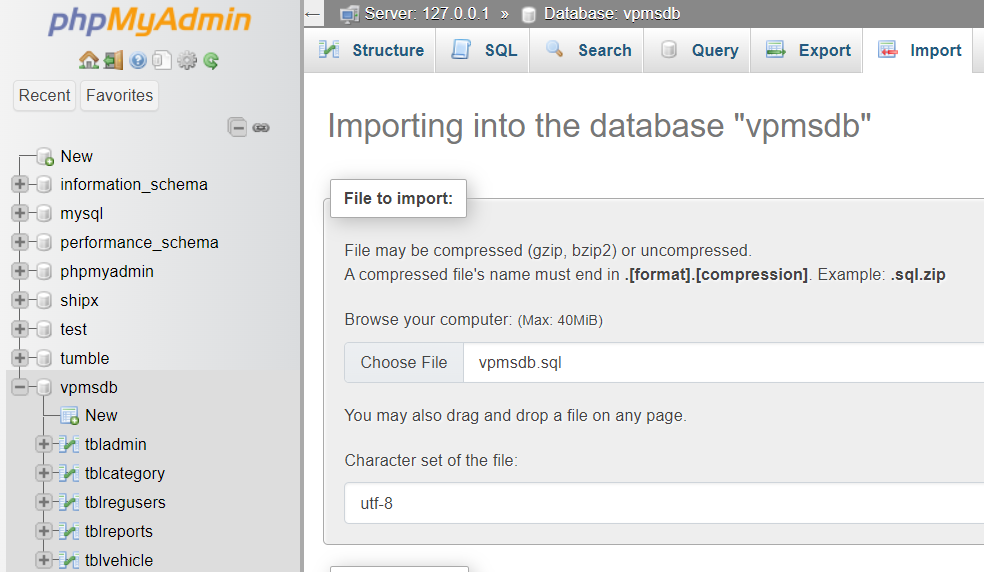 phpMyAdmin
Recent Favorites
New
information_schema
mysql
performance_schema
phpmyadmin
shipx
test
tumble
vpmsdb
New
tbladmin
tblcategory
tblregusers
tblreports
tblvehicle
Server: 127.0.0.1 » Database: vpmsdb
Structure SQL Search Query Export Import
Importing into the database "vpmsdb"
File to import:
File may be compressed (gzip, bzip2) or uncompressed.
A compressed file's name must end in .[format].[compression]. Example: .sql.zip
Browse your computer: (Max: 40MiB)
Choose File vpmsdb.sql
You may also drag and drop a file on any page.
Character set of the file:
utf-8